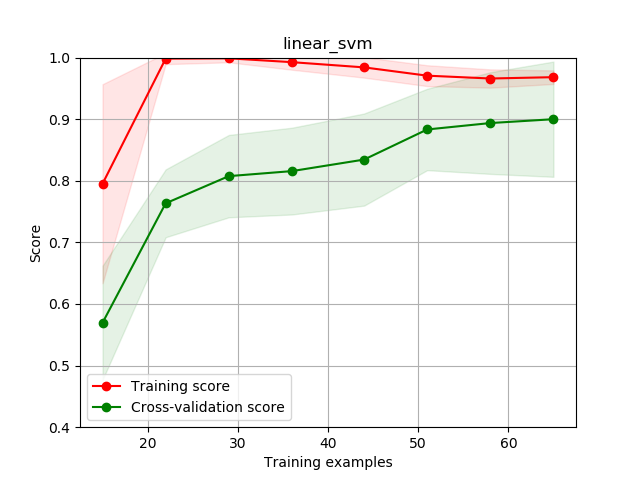 linear_svm
Score
1.0
0.9
0.8
0.7
0.6
0.5
0.4
Training score
Cross-validation score
20
30
40
50
60
Training examples